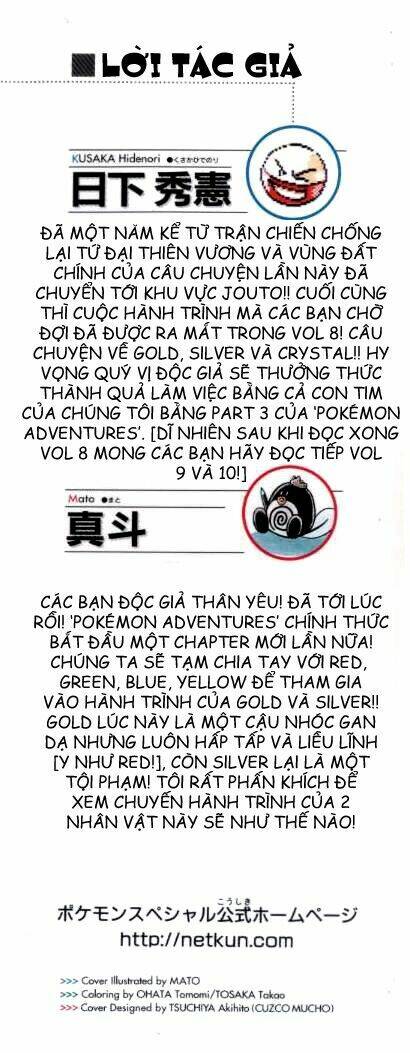 LỜI TÁC GIẢ
KUSAKA Hidenori ●くさかひでのり
日下 秀憲
ĐÃ MỘT NĂM KỂ TỪ TRẬN CHIẾN CHỐNG
LẠI TỨ ĐẠI THIÊN VƯƠNG VÀ VÙNG ĐẤT
CHÍNH CỦA CÂU CHUYỆN LẦN NÀY ĐÃ
CHUYỂN TỚI KHU VỰC JOUTO!! CUỐI CÙNG
THÌ CUỘC HÀNH TRÌNH MÀ CÁC BẠN CHỜ
ĐỢI ĐÃ ĐƯỢC RA MẮT TRONG VOL 8! CÂU
CHUYỆN VỀ GOLD, SILVER VÀ CRYSTAL!! HY
VỌNG QUÝ VỊ ĐỘC GIẢ SẼ THƯỞNG THỨC
THÀNH QUẢ LÀM VIỆC BẰNG CẢ CON TIM
CỦA CHÚNG TÔI BẰNG PART 3 CỦA 'POKÉMON
ADVENTURES'. [DĨ NHIÊN SAU KHI ĐỌC XONG
VOL 8 MONG CÁC BẠN HÃY ĐỌC TIẾP VOL
9 VÀ 10!]
Mato ●まと
真斗
CÁC BẠN ĐỘC GIẢ THÂN YÊU! ĐÃ TỚI LÚC
RỒI! 'POKÉMON ADVENTURES' CHÍNH THỨC
BẮT ĐẦU MỘT CHAPTER MỚI LẦN NỮA!
CHÚNG TA SẼ TẠM CHIA TAY VỚI RED,
GREEN, BLUE, YELLOW ĐỂ THAM GIA
VÀO HÀNH TRÌNH CỦA GOLD VÀ SILVER!!
GOLD LÚC NÀY LÀ MỘT CẬU NHÓC GAN
DẠ NHƯNG LUÔN HẤP TẤP VÀ LIỀU LĨNH
[Y NHƯ RED!], CÒN SILVER LẠI LÀ MỘT
TỘI PHẠM! TÔI RẤT PHẤN KHÍCH ĐỂ
XEM CHUYẾN HÀNH TRÌNH CỦA 2
NHÂN VẬT NÀY SẼ NHƯ THẾ NÀO!
こうしき
ポケモンスペシャル公式ホームページ
http://netkun.com
>>> Cover Illustrated by MATO
>>> Coloring by OHATA Tomomi/TOSAKA Takao
>>> Cover Designed by TSUCHIYA Akihito (CUZCO MUCHO)